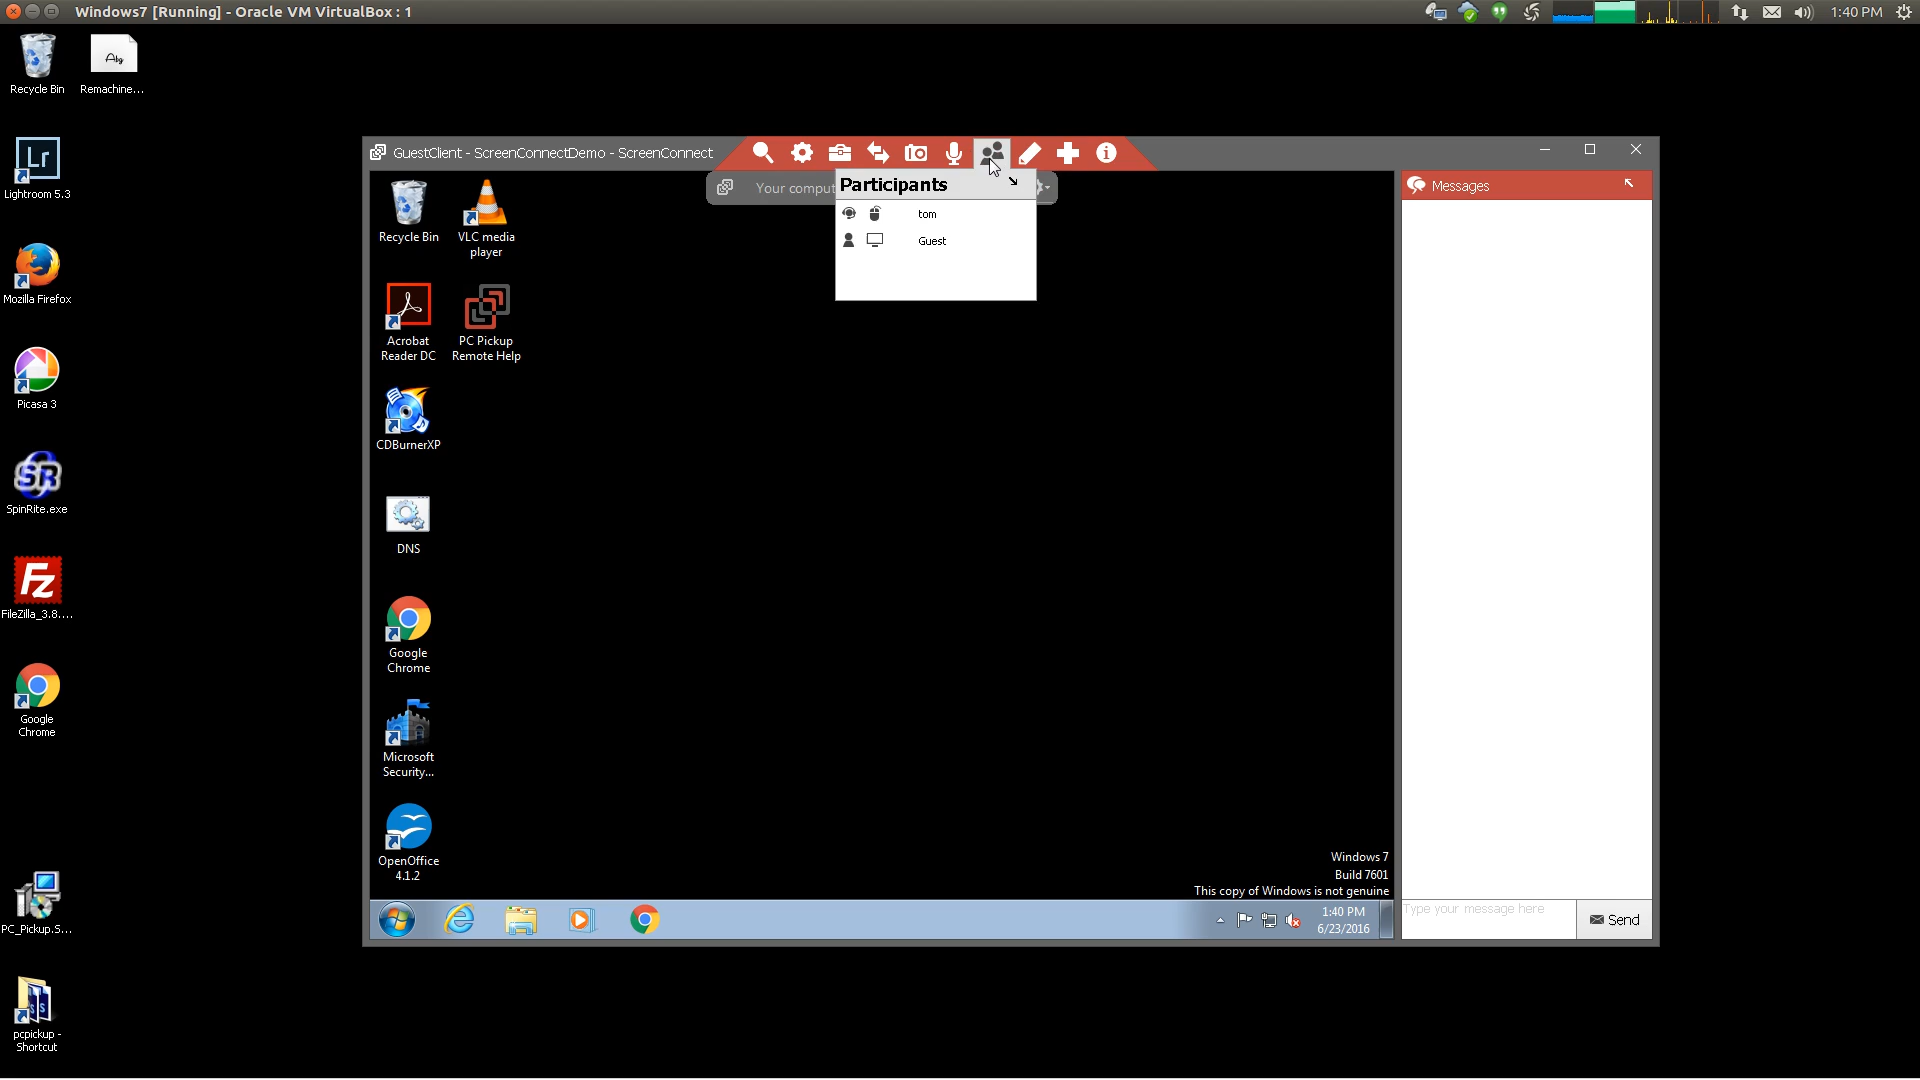 Windows7 [Running] - Oracle VM VirtualBox : 1
1:40 PM
Recycle Bin
Remachine...
Lr
Lightroom 5.3
Mozilla Firefox
Picasa 3
SR
SpinRite.exe
Fz
FileZilla_3.8....
Google
Chrome
PC_Pickup.S...
pcpickup -
Shortcut
GuestClient - ScreenConnectDemo - ScreenConnect
Your compu
Participants
tom
Guest
Messages
Recycle Bin
VLC media
player
Acrobat
Reader DC
PC Pickup
Remote Help
CDBurnerXP
DNS
Google
Chrome
Microsoft
Security...
OpenOffice
4.1.2
Windows 7
Build 7601
This copy of Windows is not genuine
1:40 PM
6/23/2016
Type your message here
Send